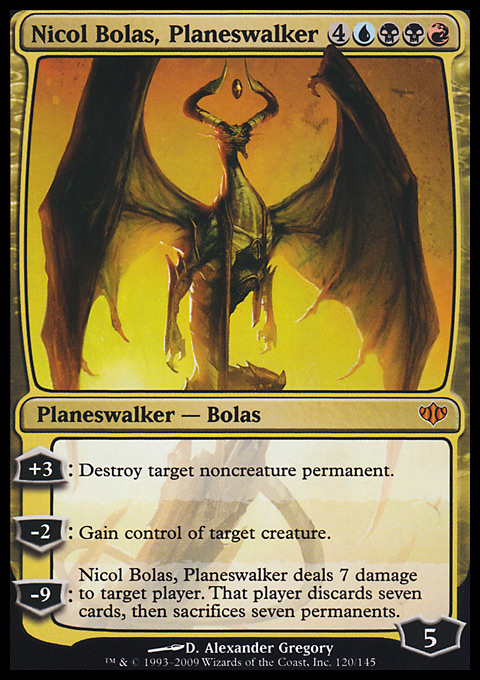 Nicol Bolas, Planeswalker 4
Planeswalker — Bolas
+3 : Destroy target noncreature permanent.
-2 : Gain control of target creature.
Nicol Bolas, Planeswalker deals 7 damage
-9 : to target player. That player discards seven
cards, then sacrifices seven permanents.
5
D. Alexander Gregory
™ & © 1993–2009 Wizards of the Coast, Inc. 120/145